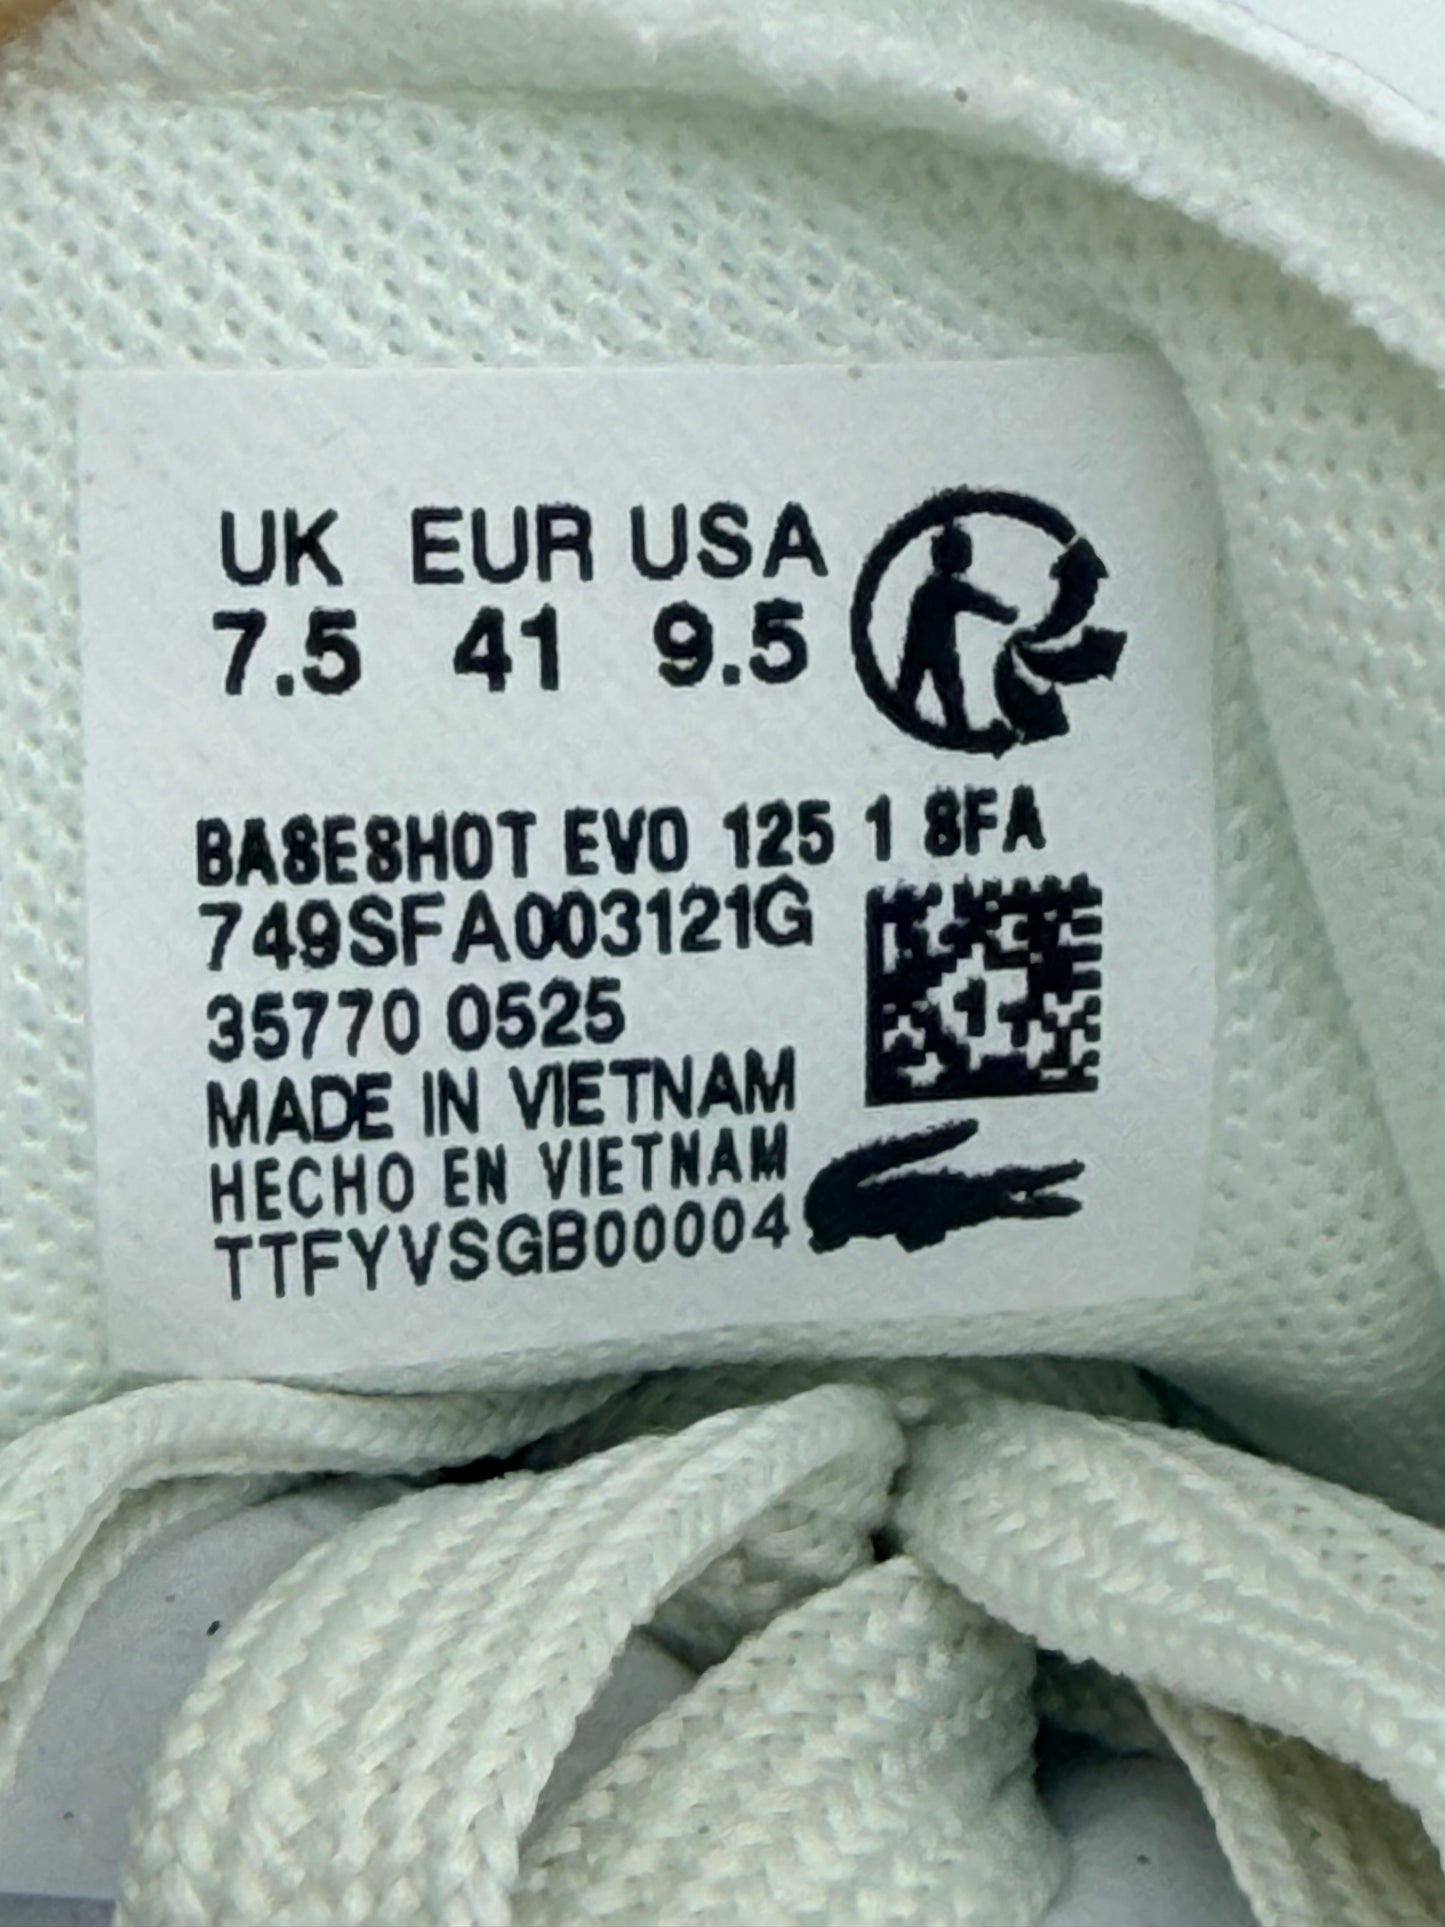 UK EUR USA
7.5 41 9.5
BASESHOT EVO 125 1 SFA
749SFA003121G
35770 0525
MADE IN VIETNAM
HECHO EN VIETNAM
TTFYVSGB00004